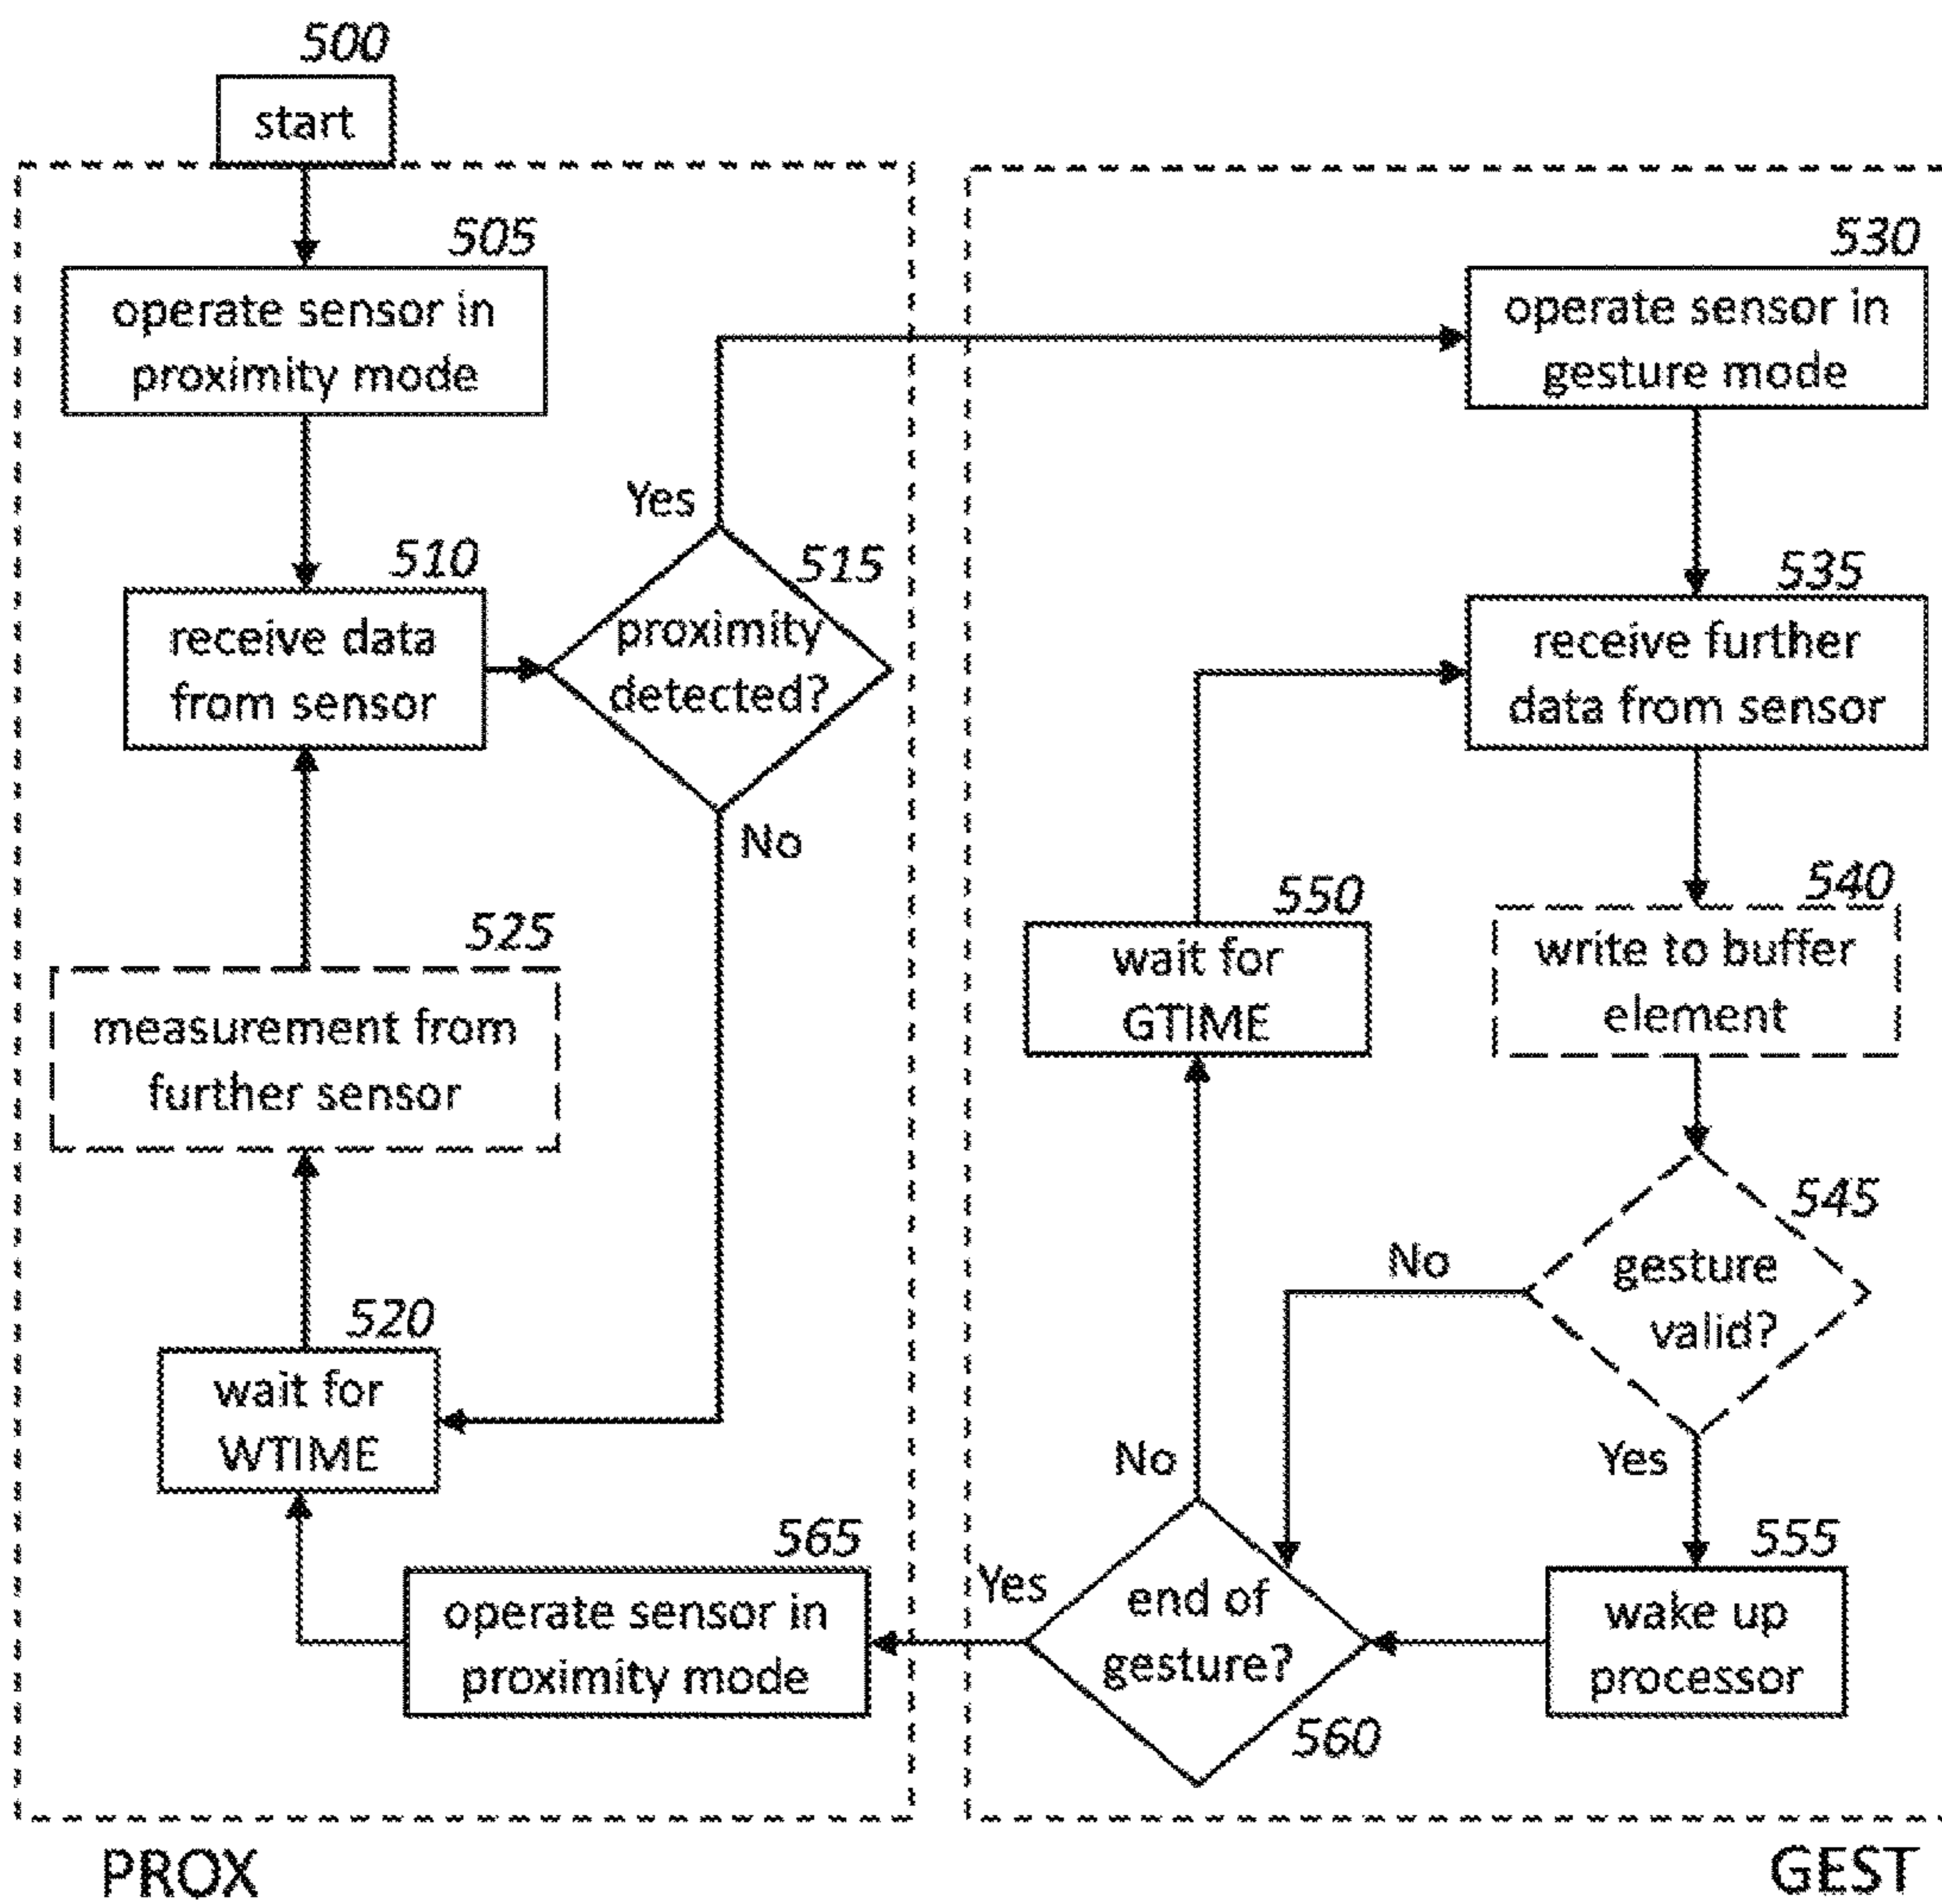 500
start
505
operate sensor in
proximity mode
510
receive data
from sensor
Yes
515
proximity
detected?
No
525
measurement from
further sensor
520
wait for
WTIME
565
operate sensor in
proximity mode
PROX
530
operate sensor in
gesture mode
535
receive further
data from sensor
540
write to buffer
element
550
wait for
GTIME
545
gesture
valid?
No
Yes
555
wake up
processor
No
Yes
end of
gesture?
560
GEST